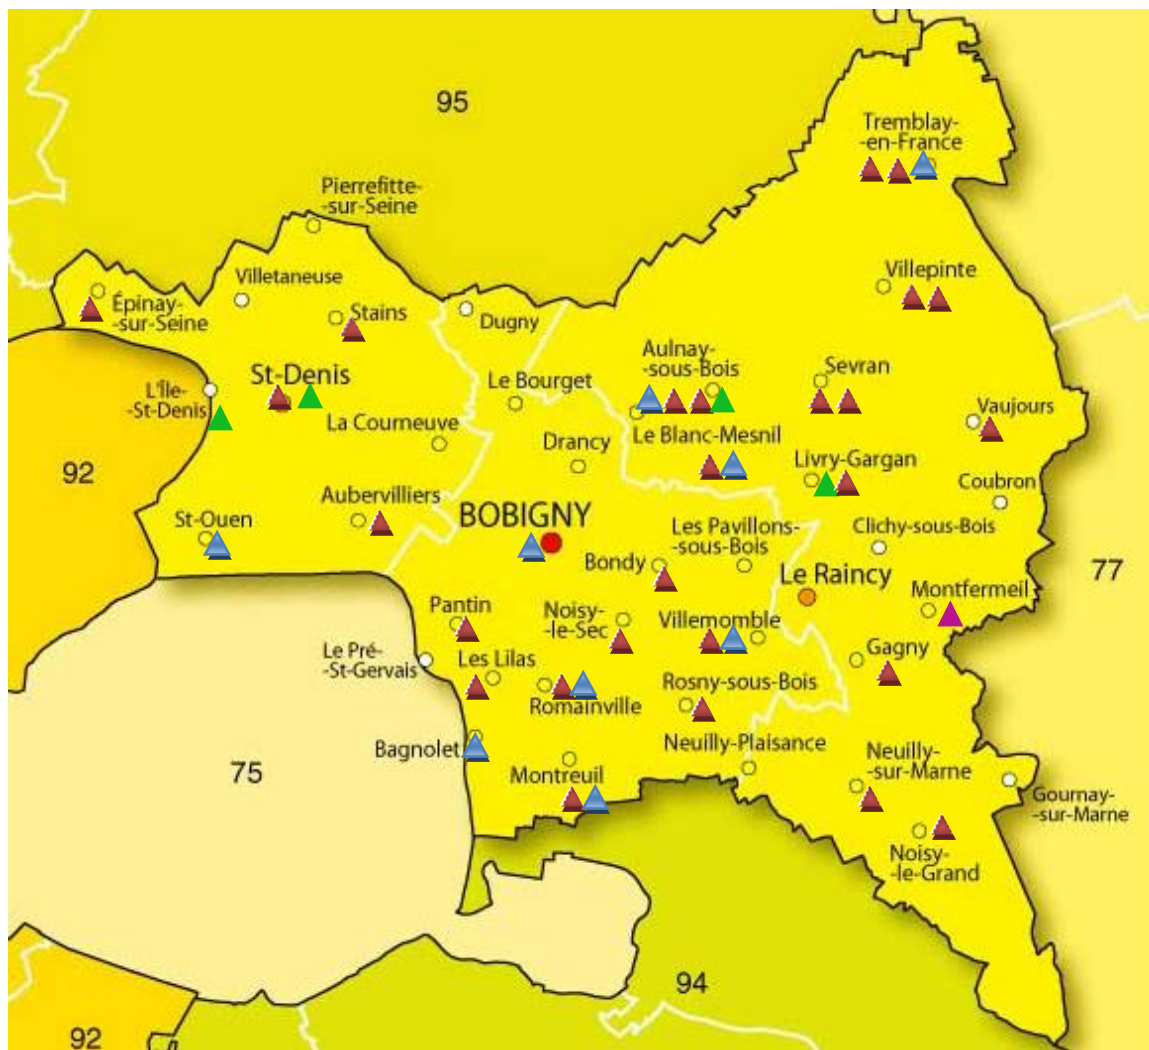 95
Tremblay-
-en-France
Pierrefitte-
-sur-Seine
Villetaneuse
Villepinte
Épinay-
-sur-Seine
Stains
Dugny
Aulnay-
-sous-Bois
Sevran
St-Denis
L'Île-
-St-Denis
Le Bourget
La Courneuve
Vaujours
Drancy
Le Blanc-Mesnil
Livry-Gargan
92
Coubron
Aubervilliers
St-Ouen
BOBIGNY
Les Pavillons-
-sous-Bois
Clichy-sous-Bois
Bondy
Le Raincy
77
Montfermeil
Pantin
Noisy-
-le-Sec
Villemomble
Gagny
Le Pré-
-St-Gervais
Les Lilas
Romainville
Rosny-sous-Bois
Bagnolet
Neuilly-Plaisance
Neuilly-
-sur-Marne
75
Montreuil
Gournay-
-sur-Marne
Noisy-
-le-Grand
94
92